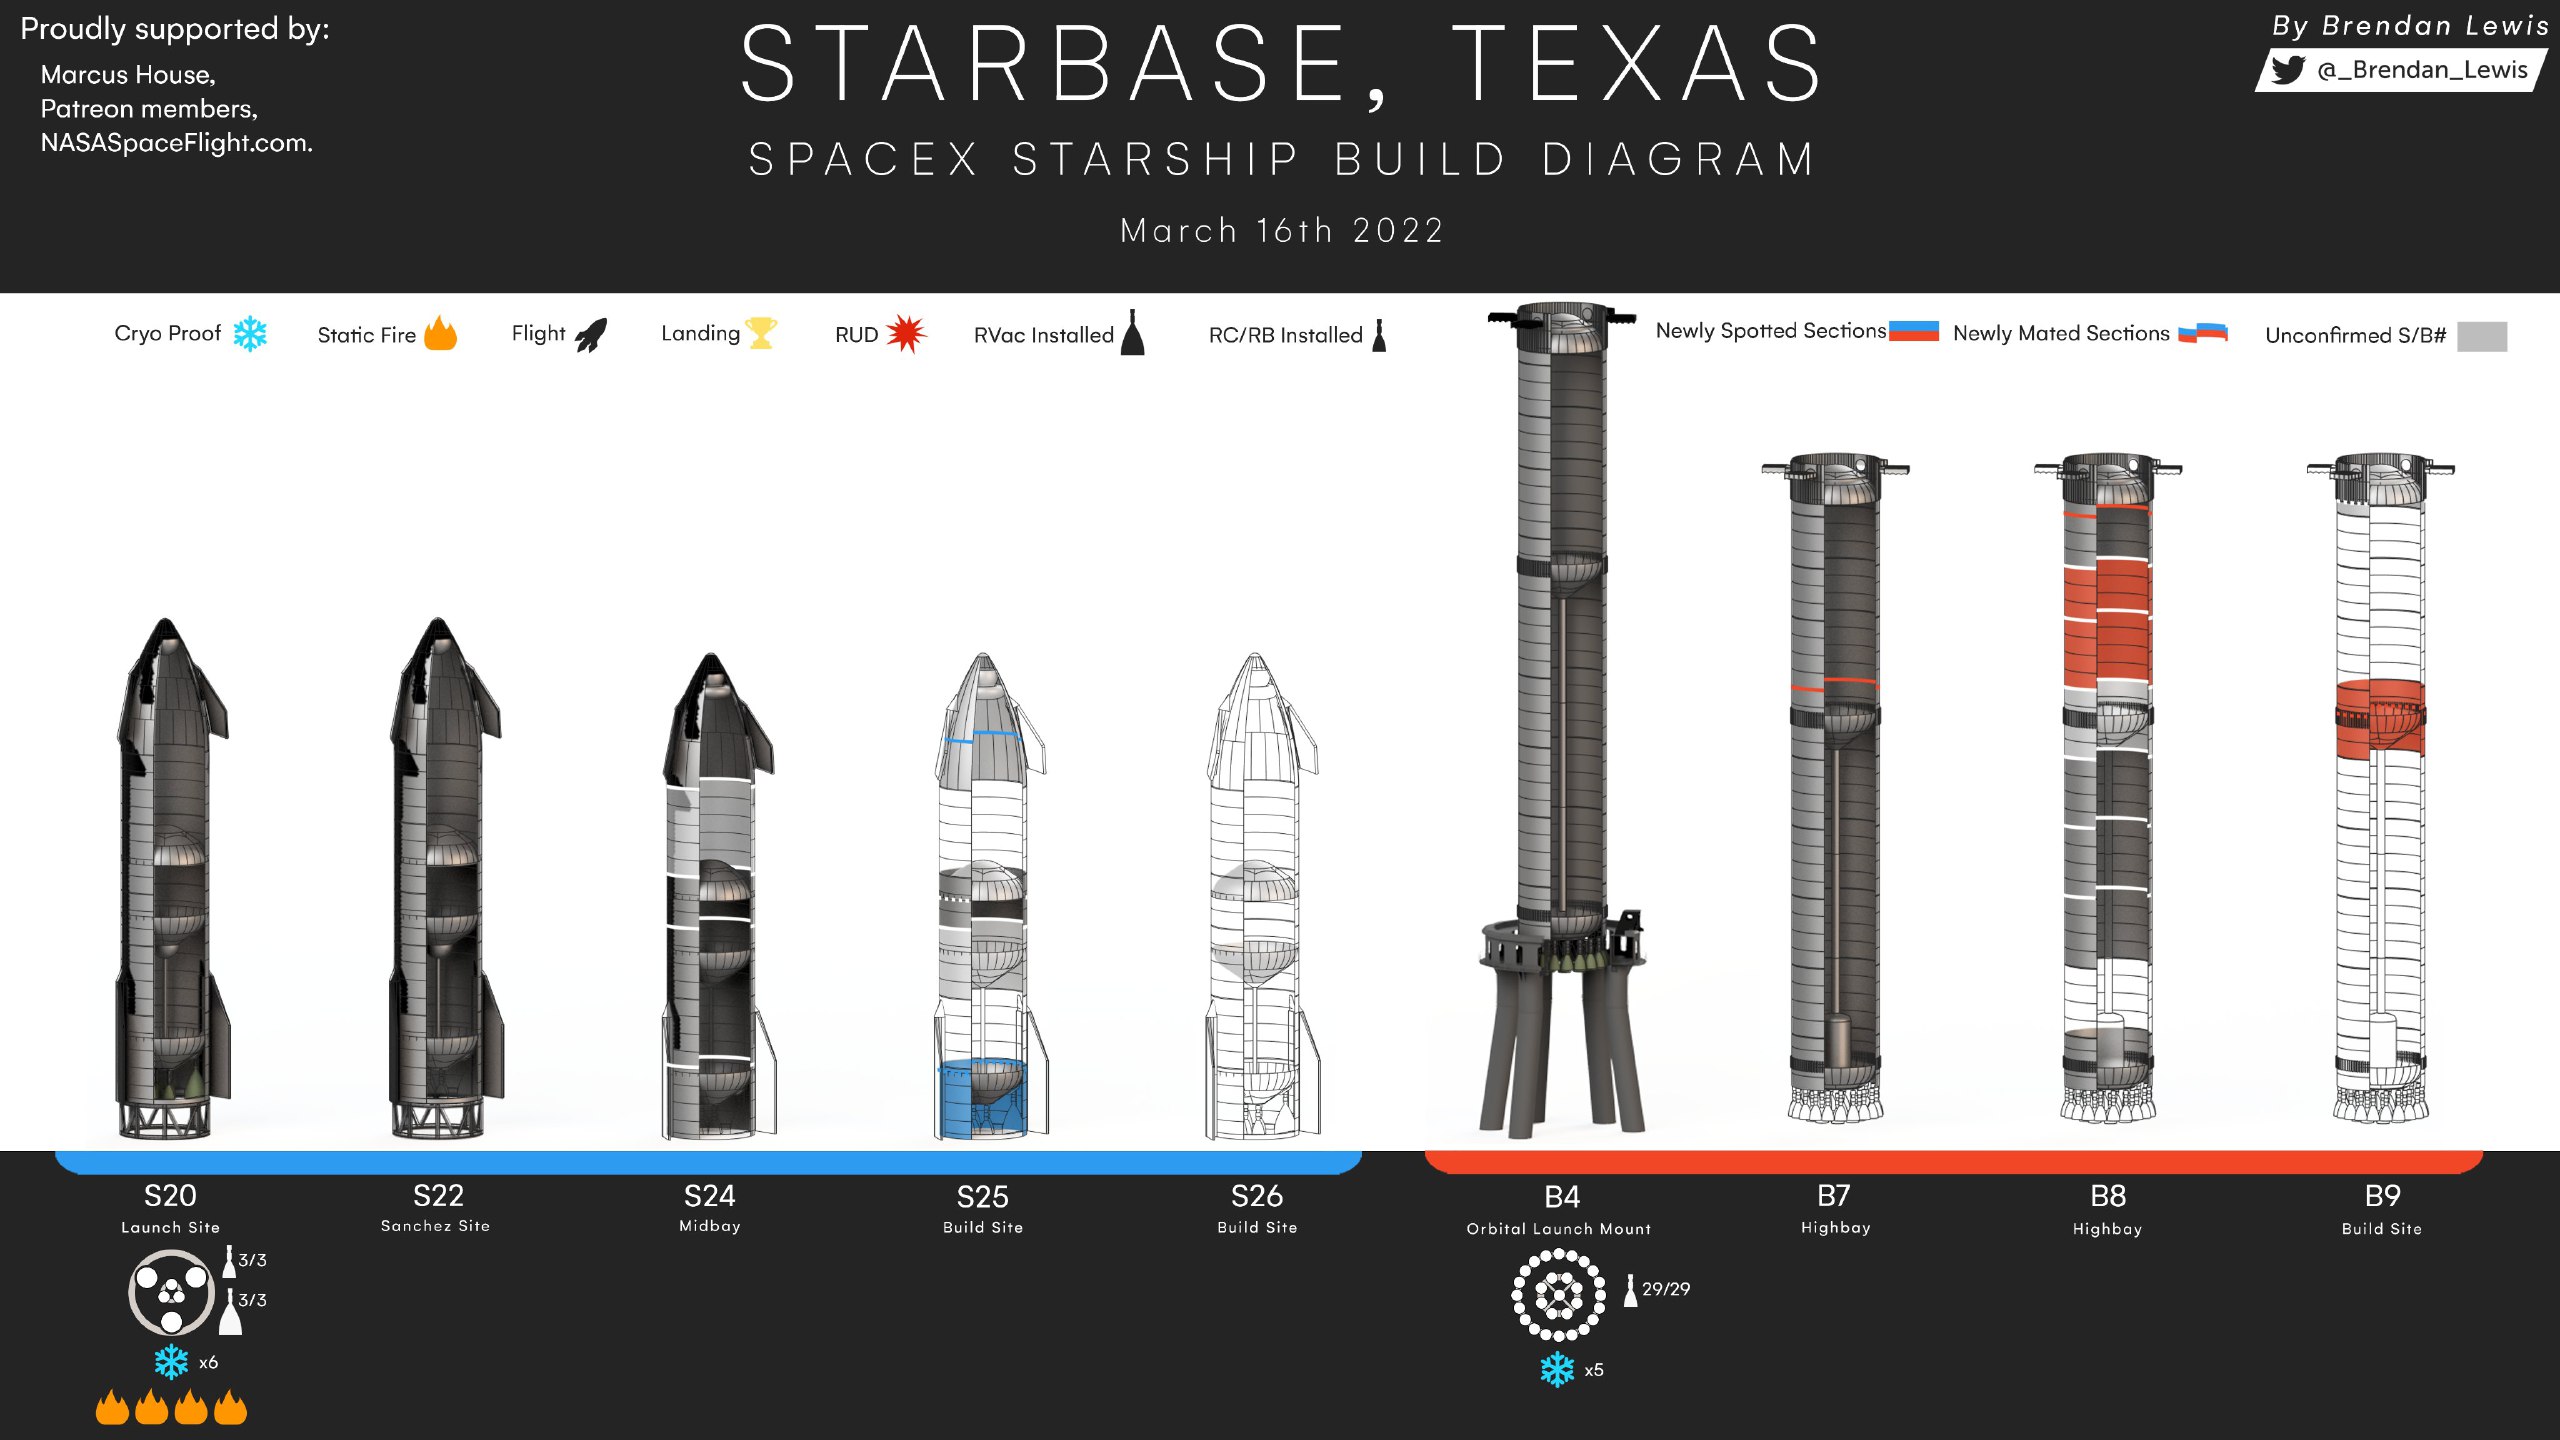 Proudly supported by:
Marcus House,
Patreon members,
NASASpaceFlight.com.
STARBASE, TEXAS
SPACEX STARSHIP BUILD DIAGRAM
March 16th 2022
By Brendan Lewis
@_Brendan_Lewis
Cryo Proof
Static Fire
Flight
Landing
RUD
RVac Installed
RC/RB Installed
Newly Spotted Sections
Newly Mated Sections
Unconfirmed S/B#
S20
Launch Site
3/3
3/3
x6
S22
Sanchez Site
S24
Midbay
S25
Build Site
S26
Build Site
B4
Orbital Launch Mount
29/29
x5
B7
Highbay
B8
Highbay
B9
Build Site